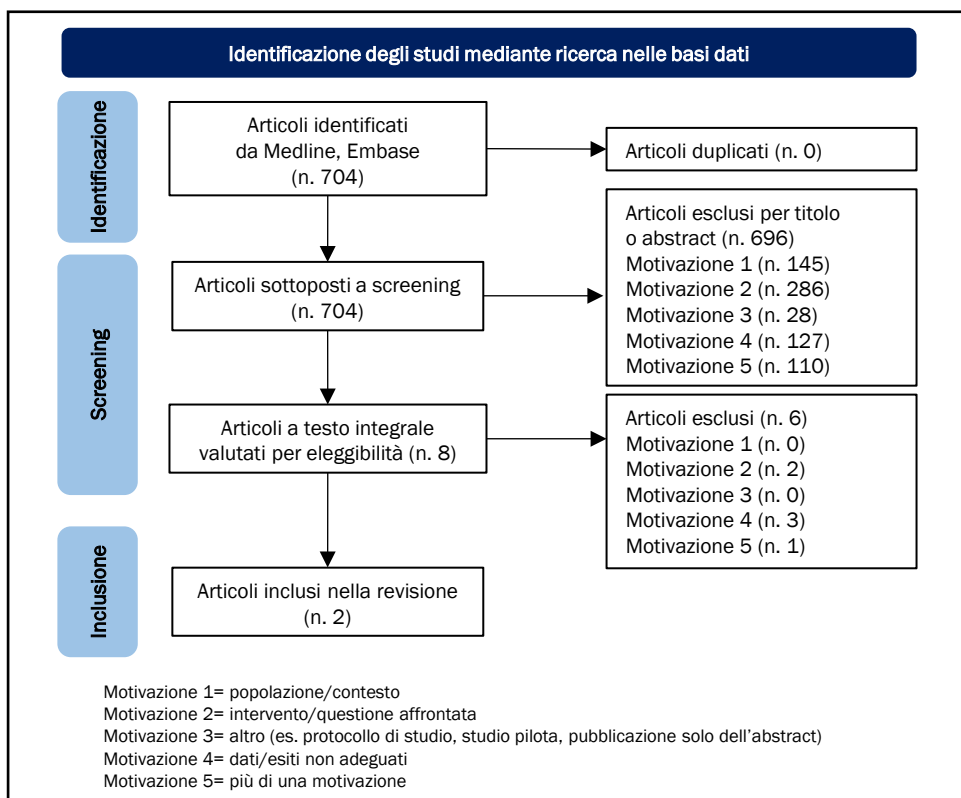 Identificazione degli studi mediante ricerca nelle basi dati
Identificazione
Articoli identificati
da Medline, Embase
(n. 704)
Articoli duplicati (n. 0)
Screening
Articoli sottoposti a screening
(n. 704)
Articoli esclusi per titolo
o abstract (n. 696)
Motivazione 1 (n. 145)
Motivazione 2 (n. 286)
Motivazione 3 (n. 28)
Motivazione 4 (n. 127)
Motivazione 5 (n. 110)
Articoli a testo integrale
valutati per eleggibilità (n. 8)
Articoli esclusi (n. 6)
Motivazione 1 (n. 0)
Motivazione 2 (n. 2)
Motivazione 3 (n. 0)
Motivazione 4 (n. 3)
Motivazione 5 (n. 1)
Inclusione
Articoli inclusi nella revisione
(n. 2)
Motivazione 1= popolazione/contesto
Motivazione 2= intervento/questione affrontata
Motivazione 3= altro (es. protocollo di studio, studio pilota, pubblicazione solo dell'abstract)
Motivazione 4= dati/esiti non adeguati
Motivazione 5= più di una motivazione